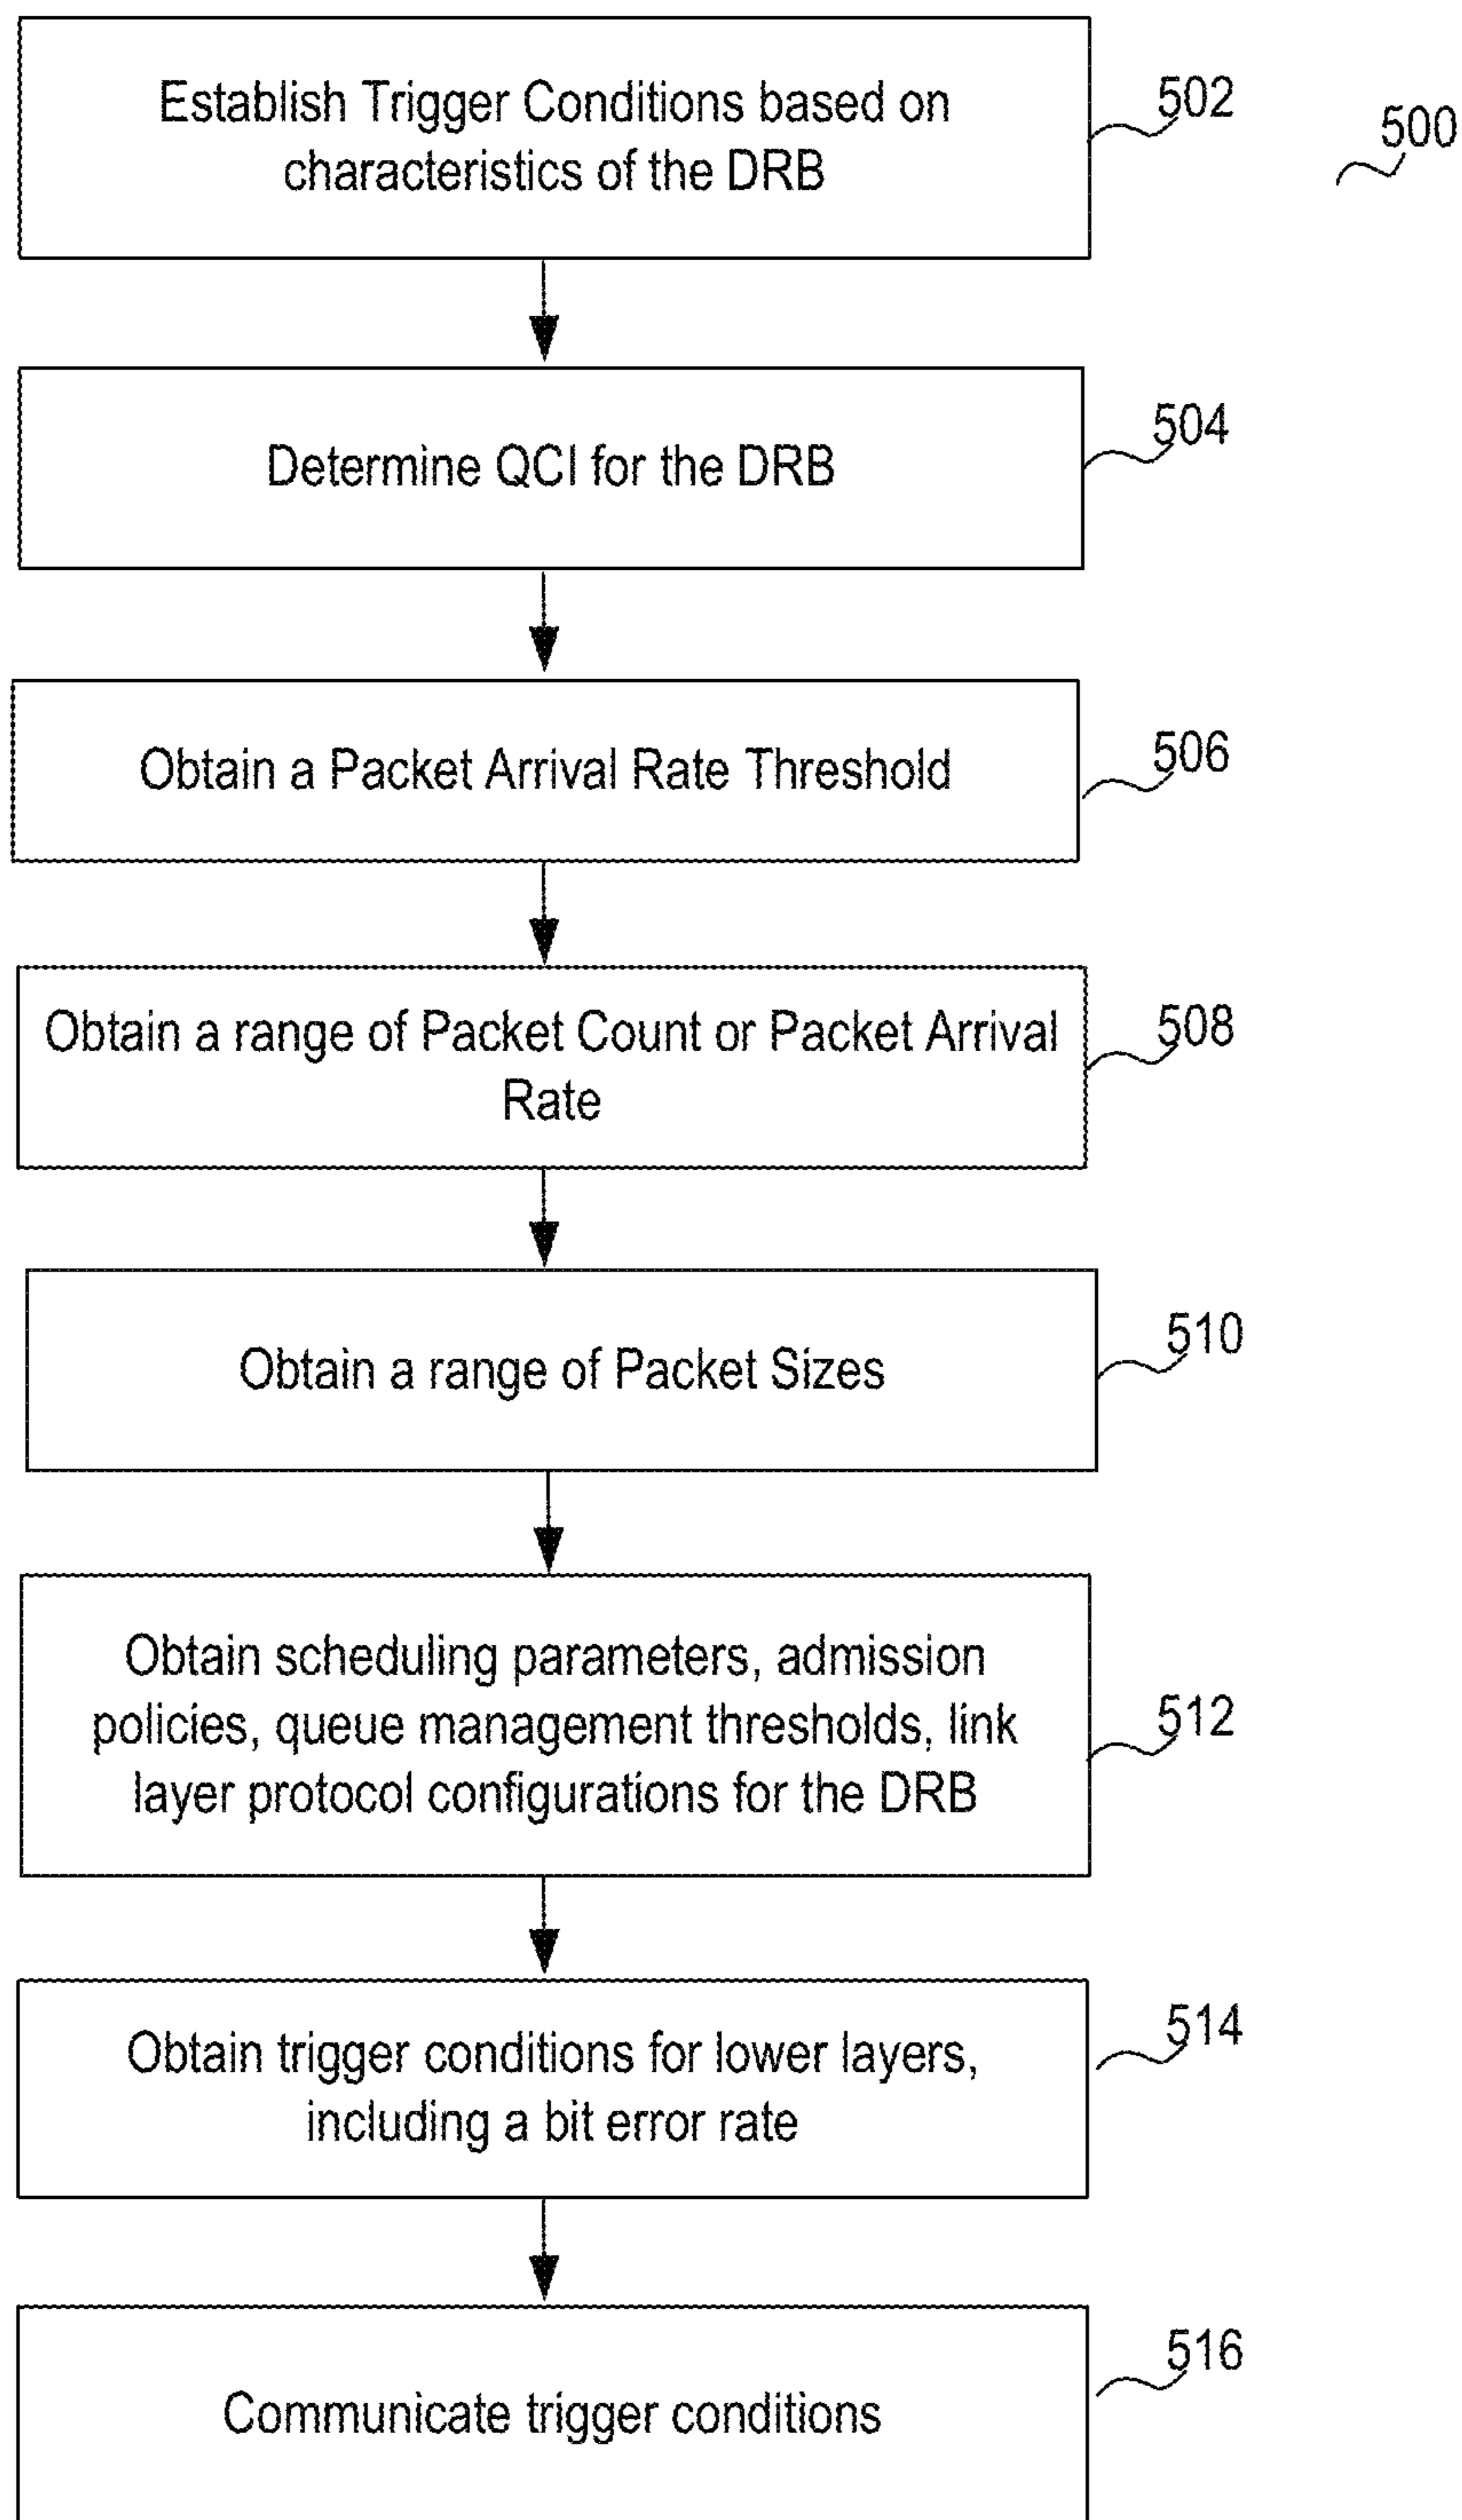 Establish Trigger Conditions based on
characteristics of the DRB
502
500
Determine QCI for the DRB
504
Obtain a Packet Arrival Rate Threshold
506
Obtain a range of Packet Count or Packet Arrival
Rate
508
Obtain a range of Packet Sizes
510
Obtain scheduling parameters, admission
policies, queue management thresholds, link
layer protocol configurations for the DRB
512
Obtain trigger conditions for lower layers,
including a bit error rate
514
Communicate trigger conditions
516